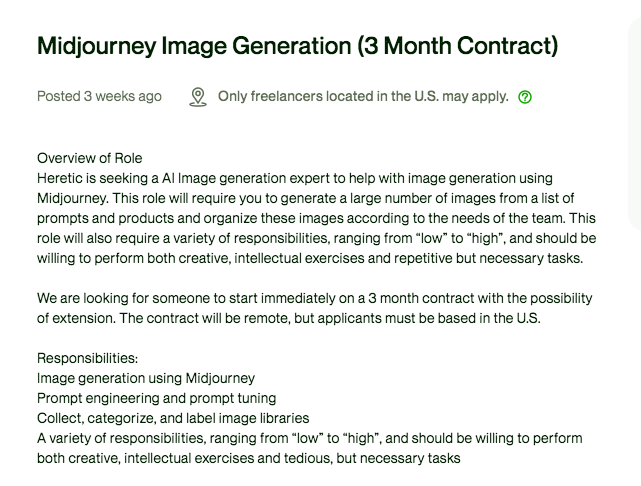 Midjourney Image Generation (3 Month Contract)
Posted 3 weeks ago Only freelancers located in the U.S. may apply. ?
Overview of Role
Heretic is seeking a AI Image generation expert to help with image generation using
Midjourney. This role will require you to generate a large number of images from a list of
prompts and products and organize these images according to the needs of the team. This
role will also require a variety of responsibilities, ranging from “low” to “high”, and should be
willing to perform both creative, intellectual exercises and repetitive but necessary tasks.
We are looking for someone to start immediately on a 3 month contract with the possibility
of extension. The contract will be remote, but applicants must be based in the U.S.
Responsibilities:
Image generation using Midjourney
Prompt engineering and prompt tuning
Collect, categorize, and label image libraries
A variety of responsibilities, ranging from “low” to “high”, and should be willing to perform
both creative, intellectual exercises and tedious, but necessary tasks